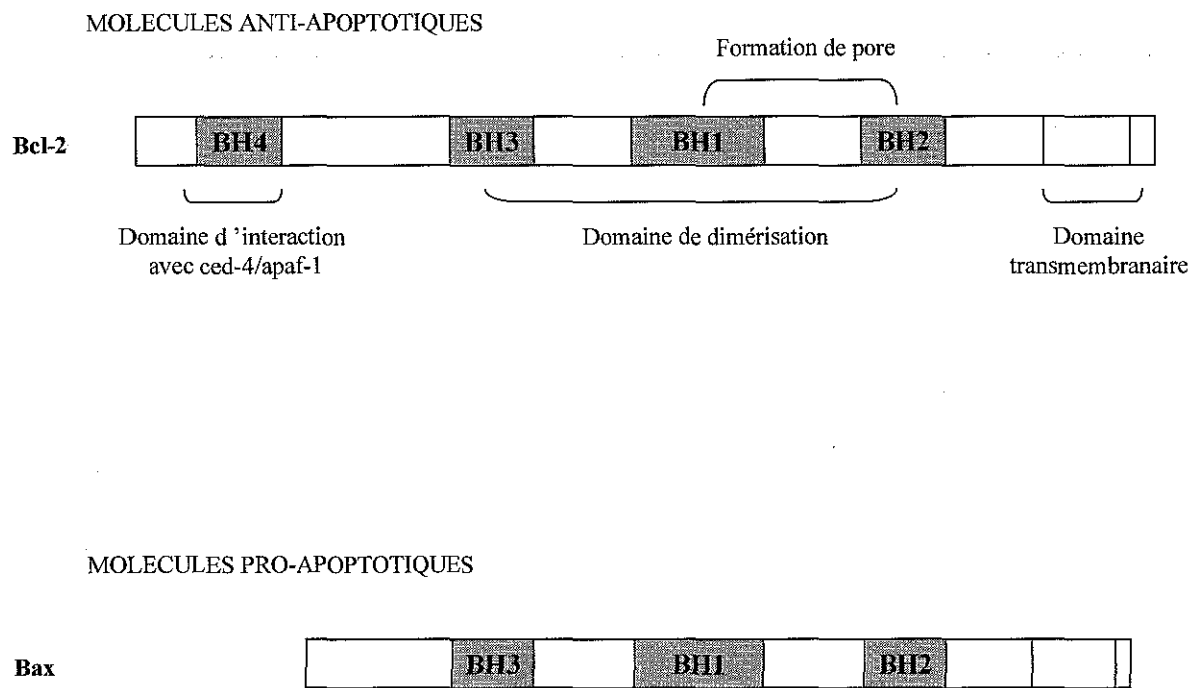 MOLECULES ANTI-APOPTOTIQUES
Formation de pore
Bcl-2
BH4
BH3
BH1
BH2
Domaine d 'interaction
avec ced-4/apaf-1
Domaine de dimérisation
Domaine
transmembranaire
MOLECULES PRO-APOPTOTIQUES
Bax
BH3
BH1
BH2